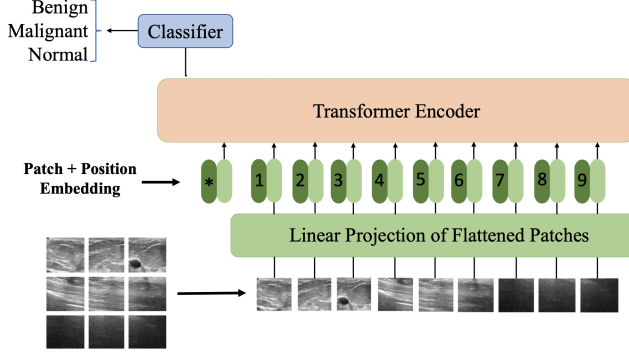 Benign
Malignant
Normal
Classifier
Transformer Encoder
Patch + Position
Embedding
* 1 2 3 4 5 6 7 8 9
Linear Projection of Flattened Patches